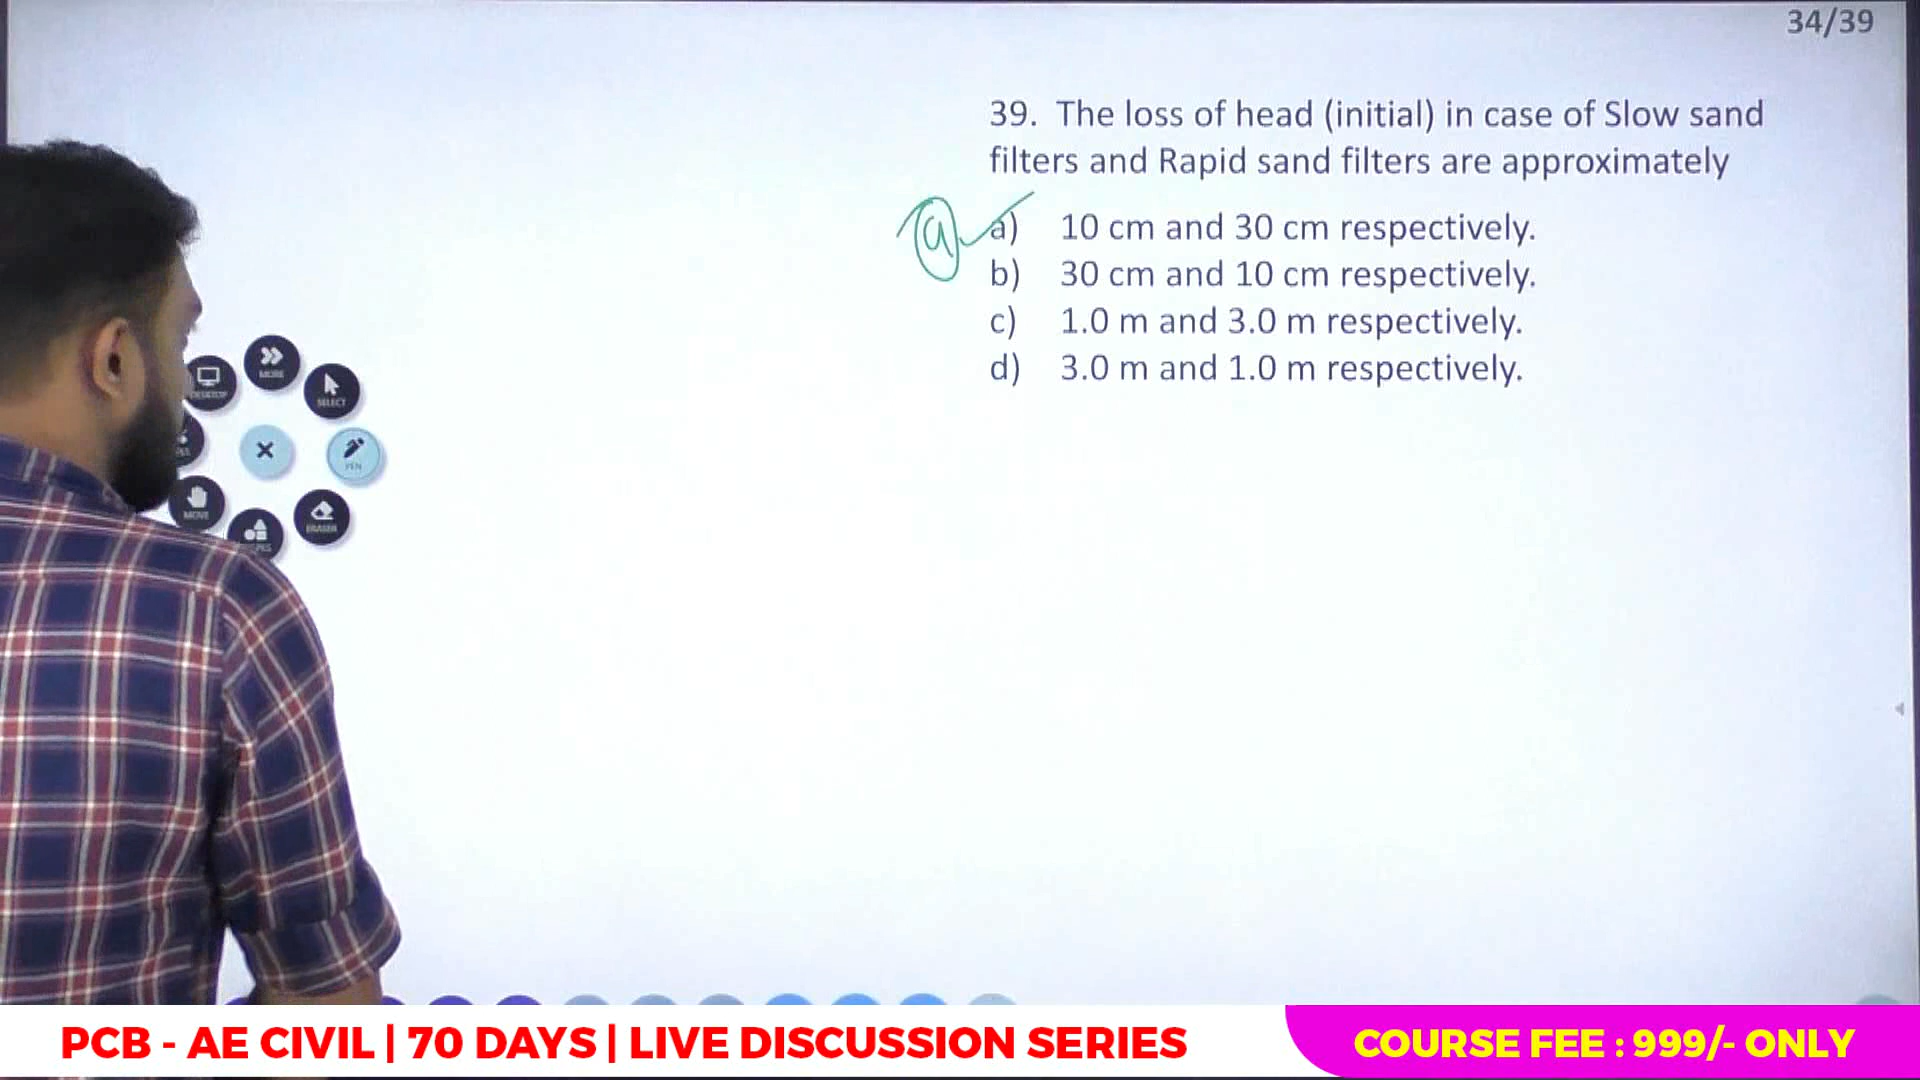 34/39
39. The loss of head (initial) in case of Slow sand
filters and Rapid sand filters are approximately
a a) 10 cm and 30 cm respectively.
b) 30 cm and 10 cm respectively.
c) 1.0 m and 3.0 m respectively.
d) 3.0 m and 1.0 m respectively.
MORE
DESKTOP
SELECT
PEN
MOVE
ERASER
PCB - AE CIVIL | 70 DAYS | LIVE DISCUSSION SERIES
COURSE FEE : 999/- ONLY